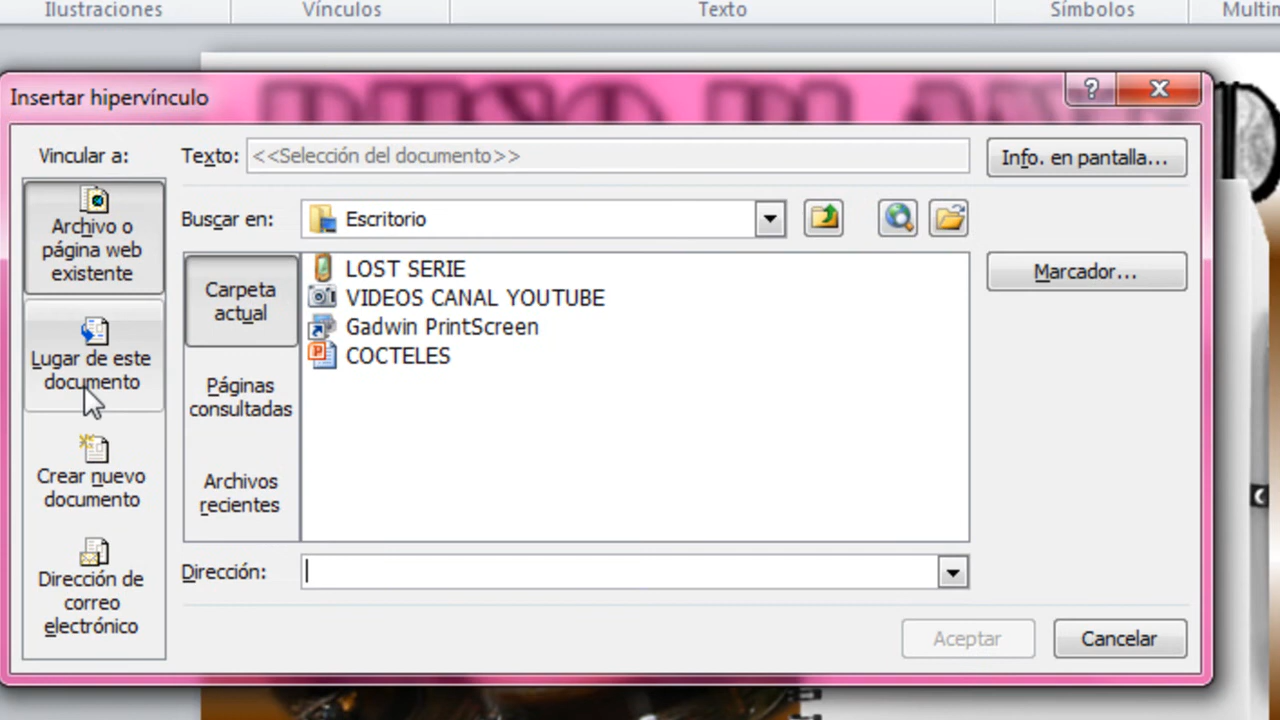 Ilustraciones
Vínculos
Texto
Símbolos
Insertar hipervínculo
Vincular a:
Texto:
<<Selección del documento>>
Info. en pantalla...
Archivo o
página web
existente
Buscar en:
Escritorio
Carpeta
actual
LOST SERIE
VIDEOS CANAL YOUTUBE
Gadwin PrintScreen
COCTELES
Marcador...
Lugar de este
documento
Páginas
consultadas
Crear nuevo
documento
Archivos
recientes
Dirección de
correo
electrónico
Dirección:
Aceptar
Cancelar